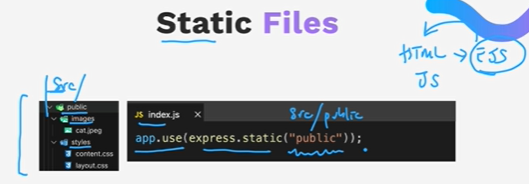 Static Files
HTML → EJS
JS
src/
public
images
cat.jpeg
styles
content.css
layout.css
JS index.js ×
src/public
app.use(express.static("public"));